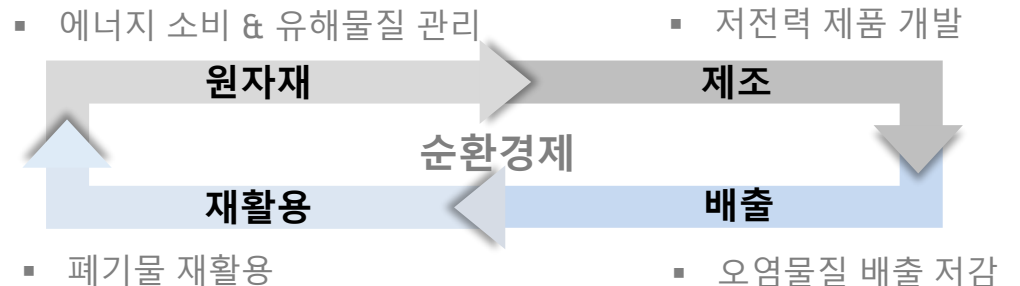 ▪ 에너지 소비 & 유해물질 관리
▪ 저전력 제품 개발
원자재
제조
순환경제
재활용
배출
▪ 폐기물 재활용
▪ 오염물질 배출 저감